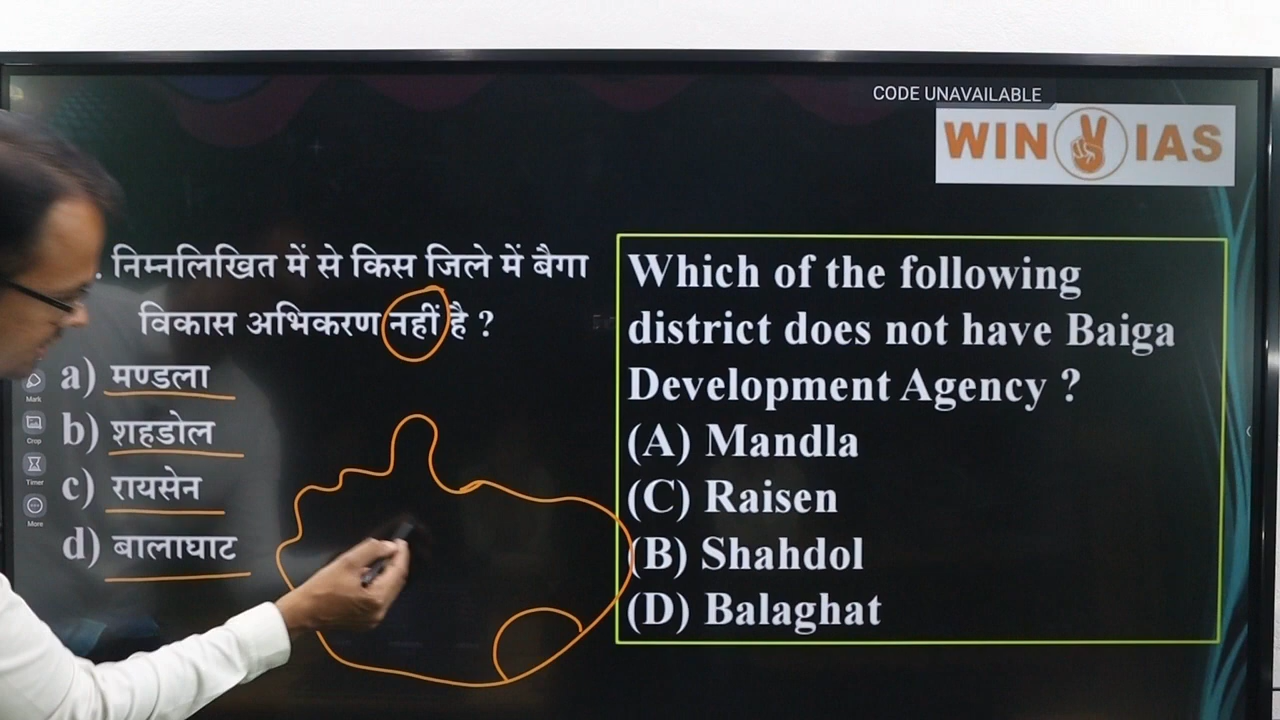 CODE UNAVAILABLE
WIN IAS
. निम्नलिखित में से किस जिले में बैगा
विकास अभिकरण नहीं है ?
a) मण्डला
b) शहडोल
c) रायसेन
d) बालाघाट
Mark
Crop
Timer
More
Which of the following
district does not have Baiga
Development Agency ?
(A) Mandla
(C) Raisen
(B) Shahdol
(D) Balaghat